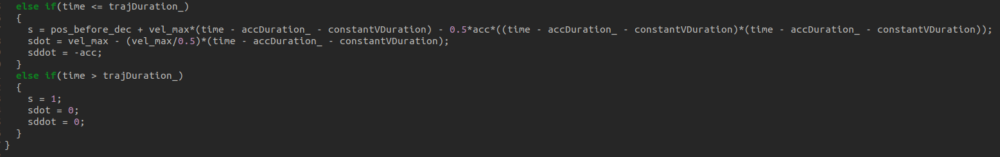 else if(time <= trajDuration_)
{
s = pos_before_dec + vel_max*(time - accDuration_ - constantVDuration) - 0.5*acc*((time - accDuration_ - constantVDuration)*(time - accDuration_ - constantVDuration));
sdot = vel_max - (vel_max/0.5)*(time - accDuration_ - constantVDuration);
sddot = -acc;
}
else if(time > trajDuration_)
{
s = 1;
sdot = 0;
sddot = 0;
}
}